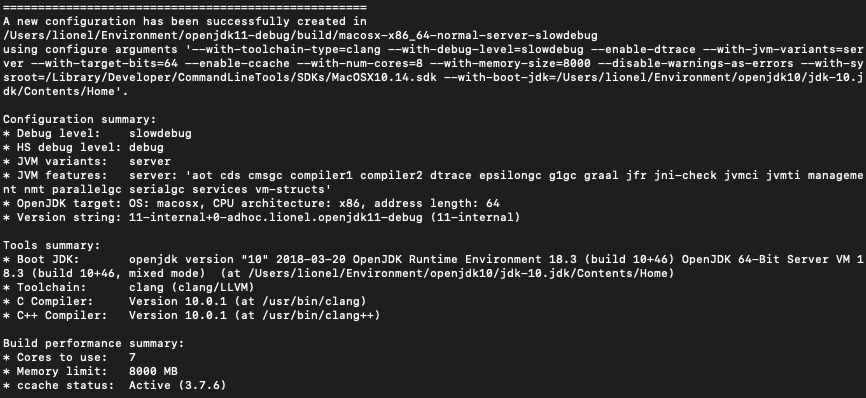 ====================================================
A new configuration has been successfully created in
/Users/lionel/Environment/openjdk11-debug/build/macosx-x86_64-normal-server-slowdebug
using configure arguments '--with-toolchain-type=clang --with-debug-level=slowdebug --enable-dtrace --with-jvm-variants=ser
ver --with-target-bits=64 --enable-ccache --with-num-cores=8 --with-memory-size=8000 --disable-warnings-as-errors --with-sy
sroot=/Library/Developer/CommandLineTools/SDKs/MacOSX10.14.sdk --with-boot-jdk=/Users/lionel/Environment/openjdk10/jdk-10.j
dk/Contents/Home'.

Configuration summary:
* Debug level:    slowdebug
* HS debug level: debug
* JVM variants:   server
* JVM features:   server: 'aot cds cmsgc compiler1 compiler2 dtrace epsilongc g1gc graal jfr jni-check jvmci jvmti manageme
nt nmt parallelgc serialgc services vm-structs'
* OpenJDK target: OS: macosx, CPU architecture: x86, address length: 64
* Version string: 11-internal+0-adhoc.lionel.openjdk11-debug (11-internal)

Tools summary:
* Boot JDK:       openjdk version "10" 2018-03-20 OpenJDK Runtime Environment 18.3 (build 10+46) OpenJDK 64-Bit Server VM 1
8.3 (build 10+46, mixed mode)  (at /Users/lionel/Environment/openjdk10/jdk-10.jdk/Contents/Home)
* Toolchain:      clang (clang/LLVM)
* C Compiler:     Version 10.0.1 (at /usr/bin/clang)
* C++ Compiler:   Version 10.0.1 (at /usr/bin/clang++)

Build performance summary:
* Cores to use:   7
* Memory limit:   8000 MB
* ccache status:  Active (3.7.6)